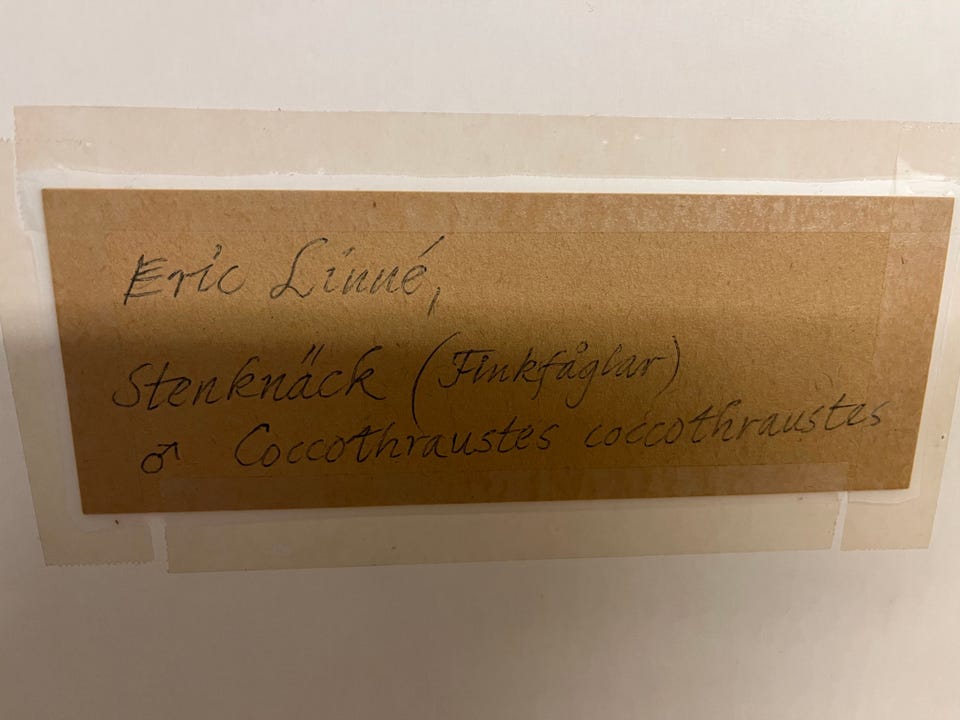 Eric Linné,
Stenknäck (Finkfåglar)
♂ Coccothraustes coccothraustes